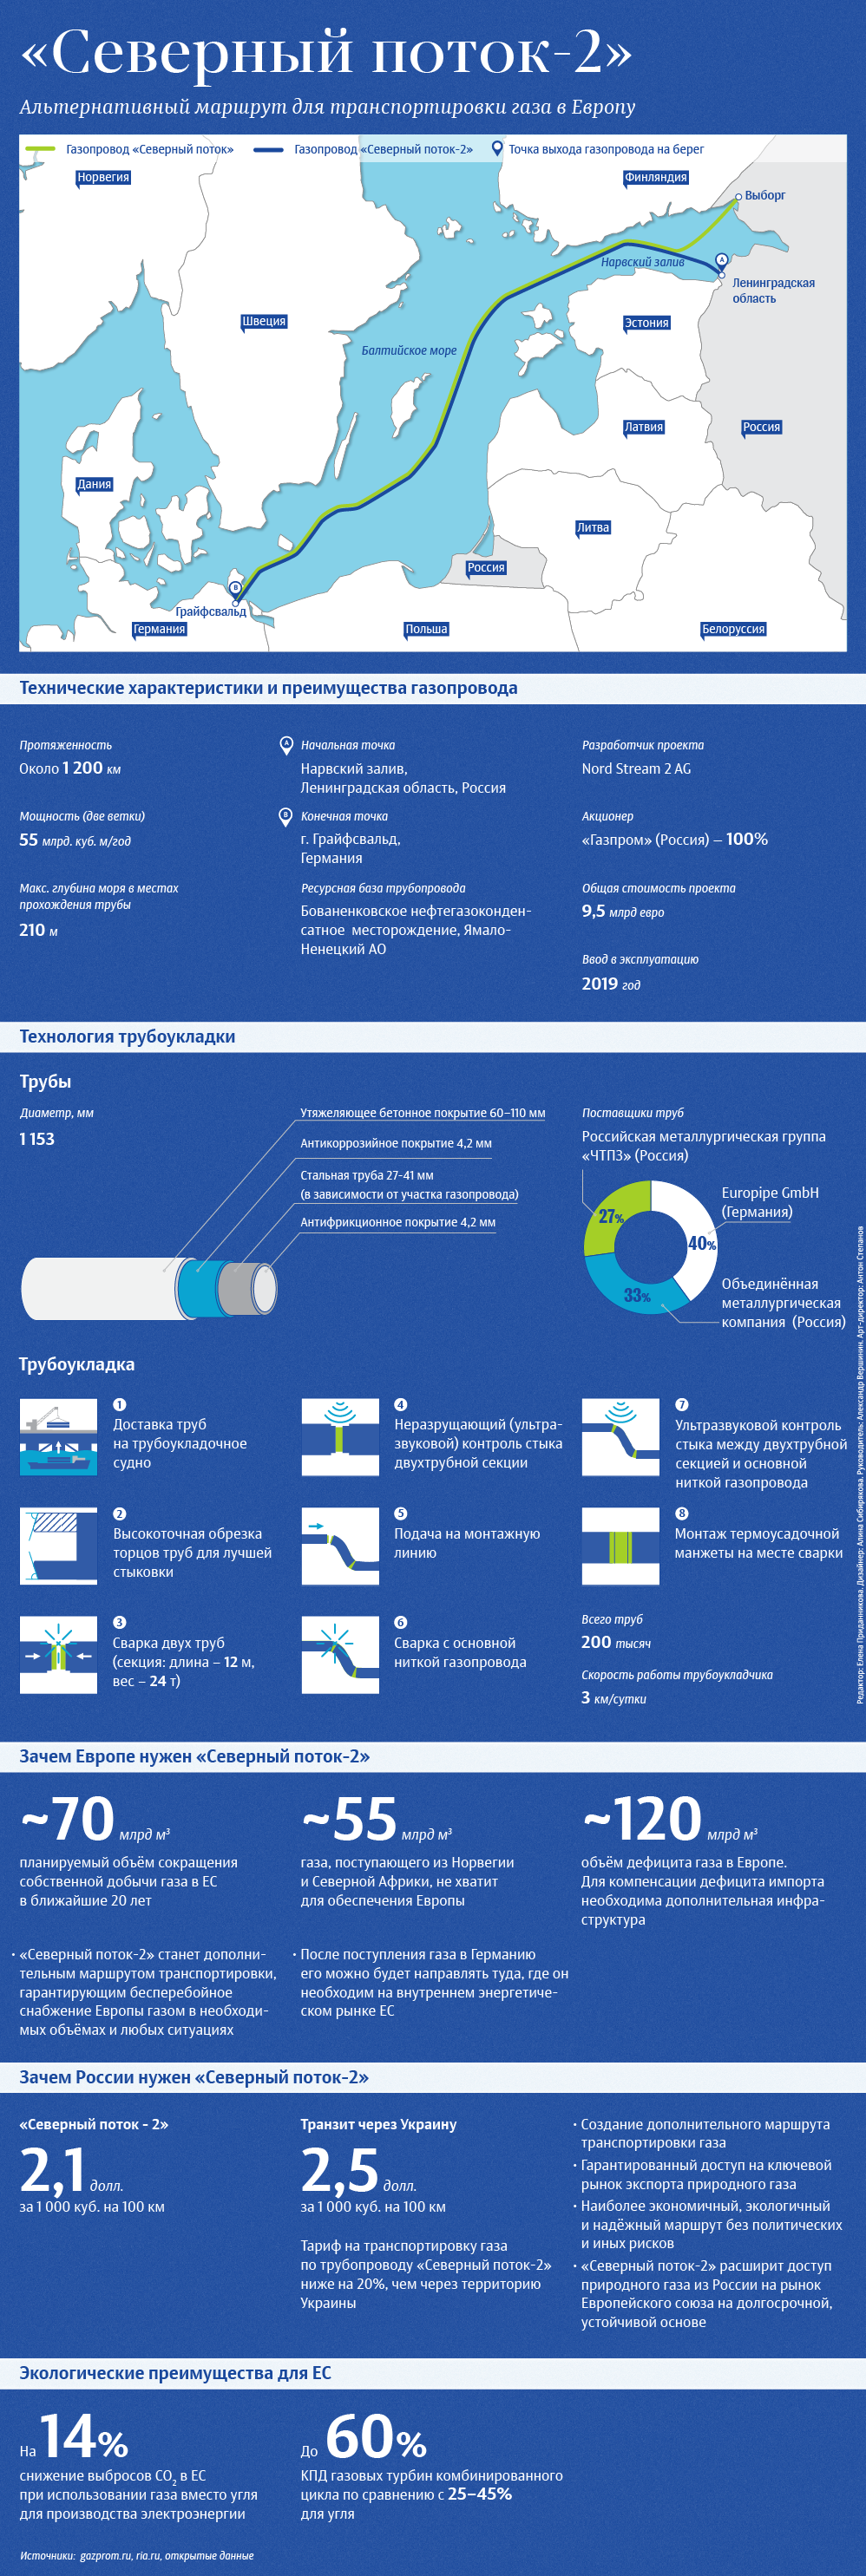 «Северный поток-2»
Альтернативный маршрут для транспортировки газа в Европу
Газопровод «Северный поток»
Газопровод «Северный поток-2»
Точка выхода газопровода на берег
Норвегия
Финляндия
Выборг
A
Нарвский залив
Ленинградская
область
Швеция
Эстония
Балтийское море
Латвия
Россия
Дания
Литва
Россия
B
Грайфсвальд
Германия
Польша
Белоруссия
Технические характеристики и преимущества газопровода
Протяженность
Около 1 200 км
Мощность (две ветки)
55 млрд. куб. м/год
Макс. глубина моря в местах
прохождения трубы
210 м
A
Начальная точка
Нарвский залив,
Ленинградская область, Россия
B
Конечная точка
г. Грайфсвальд,
Германия
Ресурсная база трубопровода
Бованенковское нефтегазоконден-
сатное месторождение, Ямало-
Ненецкий АО
Разработчик проекта
Nord Stream 2 AG
Акционер
«Газпром» (Россия) – 100%
Общая стоимость проекта
9,5 млрд евро
Ввод в эксплуатацию
2019 год
Технология трубоукладки
Трубы
Диаметр, мм
1 153
Утяжеляющее бетонное покрытие 60–110 мм
Антикоррозийное покрытие 4,2 мм
Стальная труба 27-41 мм
(в зависимости от участка газопровода)
Антифрикционное покрытие 4,2 мм
Поставщики труб
Российская металлургическая группа
«ЧТПЗ» (Россия)
27%
Europipe GmbH
(Германия)
40%
33%
Объединённая
металлургическая
компания (Россия)
Трубоукладка
1
Доставка труб
на трубоукладочное
судно
2
Высокоточная обрезка
торцов труб для лучшей
стыковки
3
Сварка двух труб
(секция: длина – 12 м,
вес – 24 т)
4
Неразрущающий (ультра-
звуковой) контроль стыка
двухтрубной секции
5
Подача на монтажную
линию
6
Сварка с основной
ниткой газопровода
7
Ультразвуковой контроль
стыка между двухтрубной
секцией и основной
ниткой газопровода
8
Монтаж термоусадочной
манжеты на месте сварки
Всего труб
200 тысяч
Скорость работы трубоукладчика
3 км/сутки
Редактор: Елена Приданникова. Дизайнер: Алина Сибирякова. Руководитель: Александр Вершинин. Арт-директор: Антон Степанов
Зачем Европе нужен «Северный поток-2»
~70 млрд м³
планируемый объём сокращения
собственной добычи газа в ЕС
в ближайшие 20 лет
~55 млрд м³
газа, поступающего из Норвегии
и Северной Африки, не хватит
для обеспечения Европы
~120 млрд м³
объём дефицита газа в Европе.
Для компенсации дефицита импорта
необходима дополнительная инфра-
структура
· «Северный поток-2» станет дополни-
тельным маршрутом транспортировки,
гарантирующим бесперебойное
снабжение Европы газом в необходи-
мых объёмах и любых ситуациях
· После поступления газа в Германию
его можно будет направлять туда, где он
необходим на внутреннем энергетиче-
ском рынке ЕС
Зачем России нужен «Северный поток-2»
«Северный поток - 2»
2,1 долл.
за 1 000 куб. на 100 км
Транзит через Украину
2,5 долл.
за 1 000 куб. на 100 км
Тариф на транспортировку газа
по трубопроводу «Северный поток-2»
ниже на 20%, чем через территорию
Украины
· Создание дополнительного маршрута
транспортировки газа
· Гарантированный доступ на ключевой
рынок экспорта природного газа
· Наиболее экономичный, экологичный
и надёжный маршрут без политических
и иных рисков
· «Северный поток-2» расширит доступ
природного газа из России на рынок
Европейского союза на долгосрочной,
устойчивой основе
Экологические преимущества для ЕС
На 14%
снижение выбросов CO₂ в ЕС
при использовании газа вместо угля
для производства электроэнергии
До 60%
КПД газовых турбин комбинированного
цикла по сравнению с 25–45%
для угля
Источники: gazprom.ru, ria.ru, открытые данные